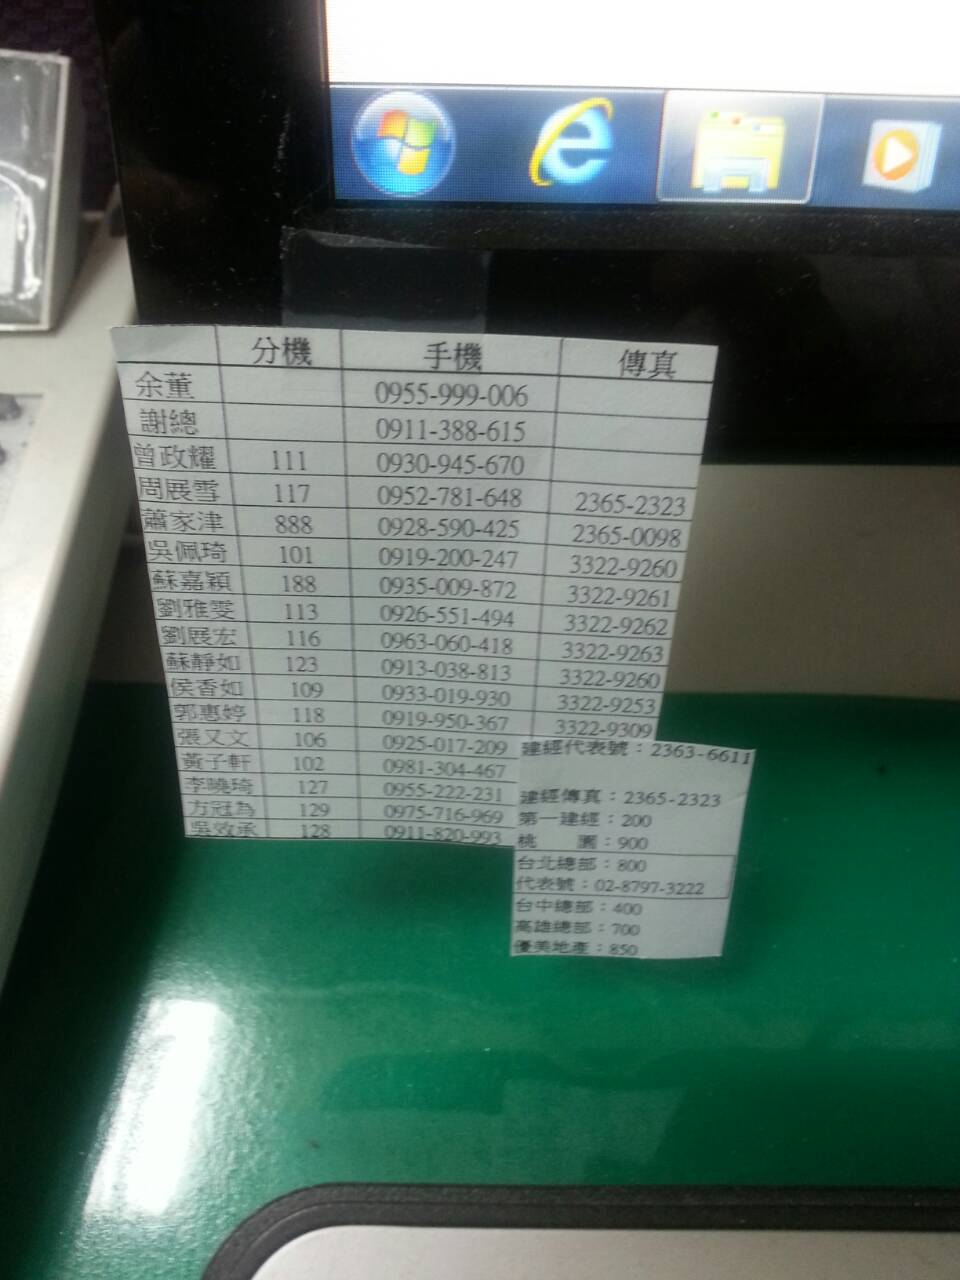 分機 手機 傳真
余董 0955-999-006
謝總 0911-388-615
曾政耀 111 0930-945-670
周展雪 117 0952-781-648 2365-2323
蕭家津 888 0928-590-425 2365-0098
吳佩琦 101 0919-200-247 3322-9260
蘇嘉穎 188 0935-009-872 3322-9261
劉雅雯 113 0926-551-494 3322-9262
劉展宏 116 0963-060-418 3322-9263
蘇靜如 123 0913-038-813 3322-9260
侯香如 109 0933-019-930 3322-9253
郭惠婷 118 0919-950-367 3322-9309
張又文 106 0925-017-209
黃子軒 102 0981-304-467
李曉琦 127 0955-222-231
方冠為 129 0975-716-969
吳效承 128 0911-820-993
建經代表號：2363-6611
建經傳真：2365-2323
第一建經：200
桃 園：900
台北總部：800
代表號：02-8797-3222
台中總部：400
高雄總部：700
優美地產：850